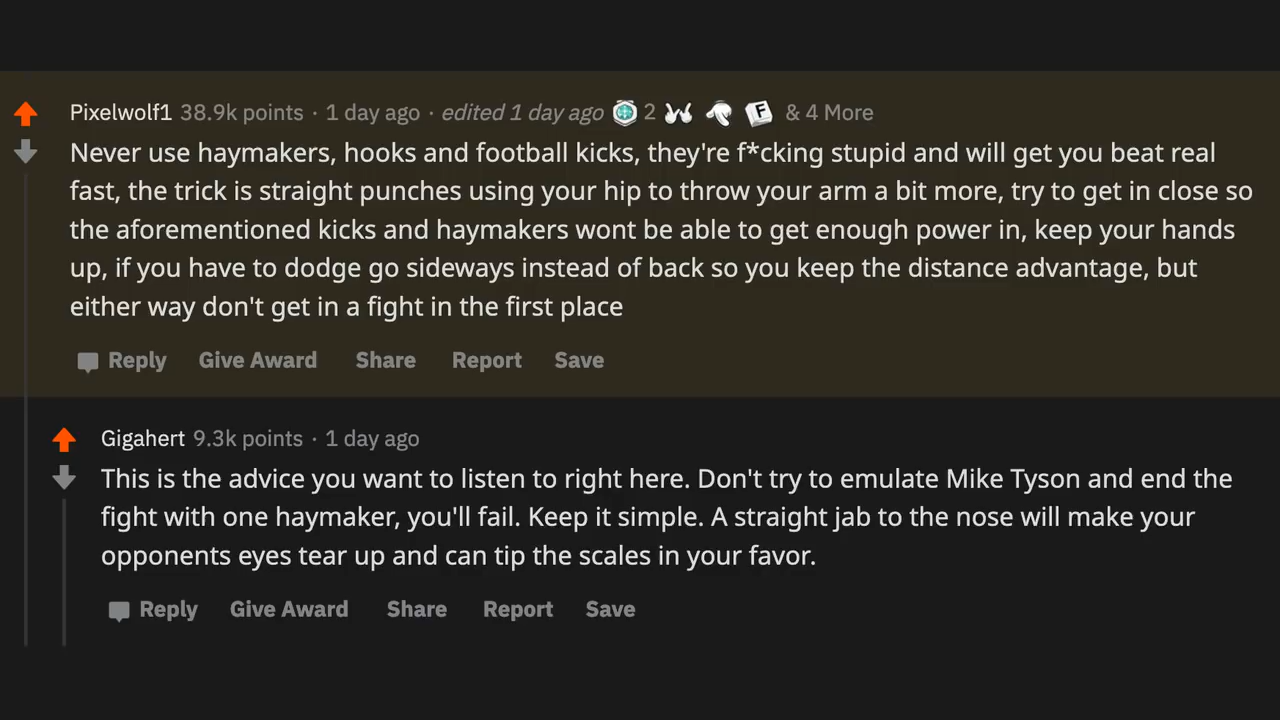 Pixelwolf1 38.9k points · 1 day ago · edited 1 day ago 2 F & 4 More
Never use haymakers, hooks and football kicks, they're f*cking stupid and will get you beat real
fast, the trick is straight punches using your hip to throw your arm a bit more, try to get in close so
the aforementioned kicks and haymakers wont be able to get enough power in, keep your hands
up, if you have to dodge go sideways instead of back so you keep the distance advantage, but
either way don't get in a fight in the first place
Reply Give Award Share Report Save
Gigahert 9.3k points · 1 day ago
This is the advice you want to listen to right here. Don't try to emulate Mike Tyson and end the
fight with one haymaker, you'll fail. Keep it simple. A straight jab to the nose will make your
opponents eyes tear up and can tip the scales in your favor.
Reply Give Award Share Report Save